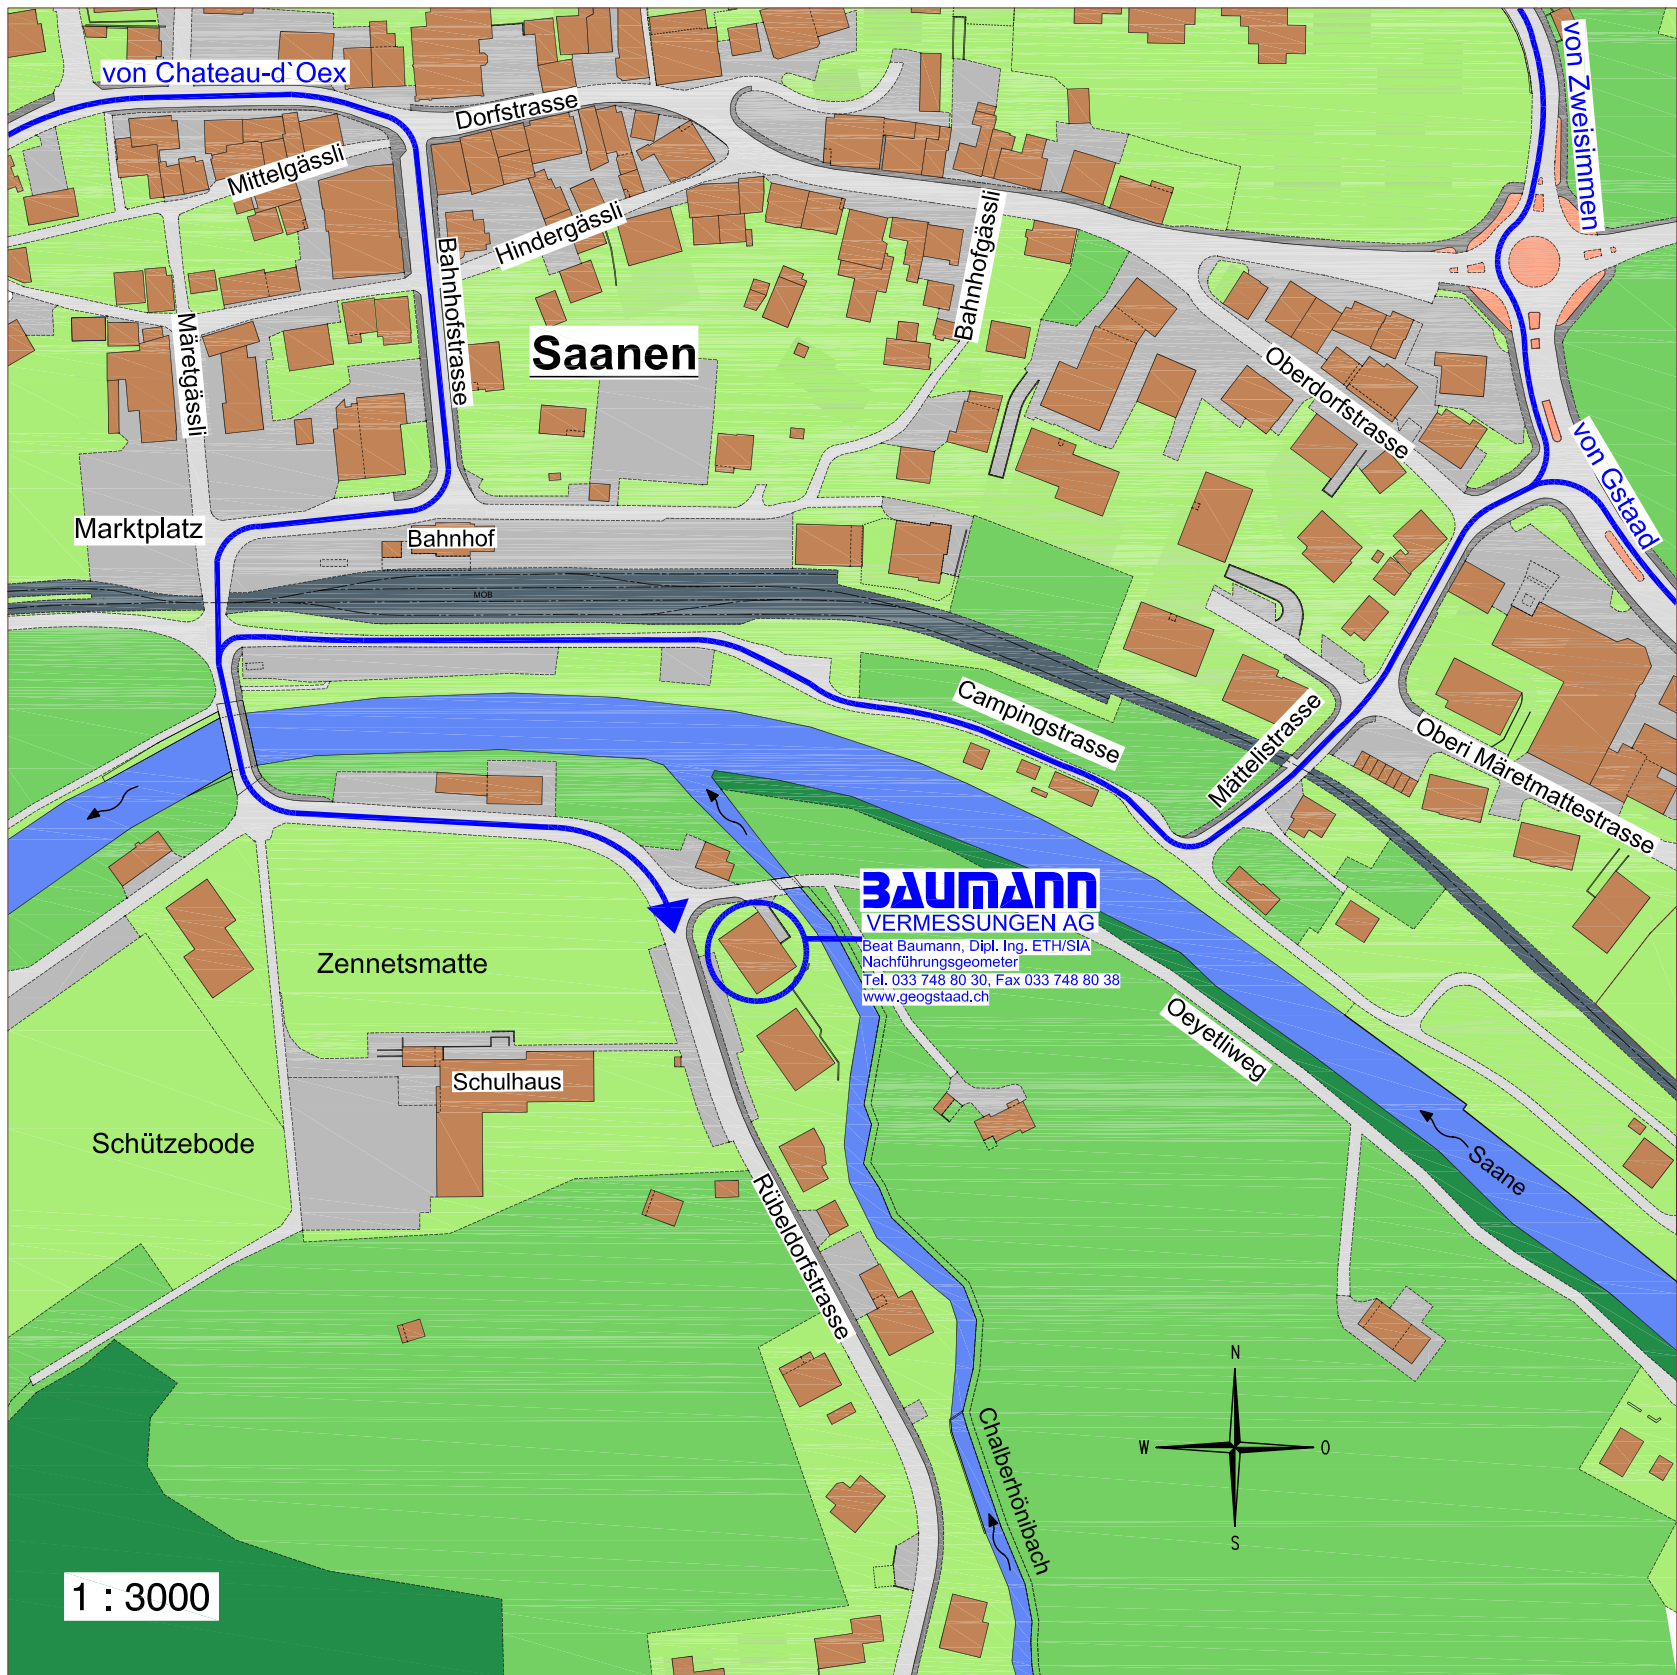 von Chateau-d`Oex
Dorfstrasse
von Zweisimmen
Mittelgässli
Hindergässli
Bahnhofstrasse
Bahnhofgässli
Märetgässli
Saanen
Oberdorfstrasse
von Gstaad
Marktplatz
Bahnhof
MOB
Campingstrasse
Mättelistrasse
Oberi Märetmattestrasse
BAUMANN
VERMESSUNGEN AG
Beat Baumann, Dipl. Ing. ETH/SIA
Nachführungsgeometer
Tel. 033 748 80 30, Fax 033 748 80 38
www.geogstaad.ch
Zennetsmatte
Oeyetliweg
Schulhaus
Schützebode
Saane
Rübeldorfstrasse
Chalberhönibach
N
W
O
S
1 : 3000